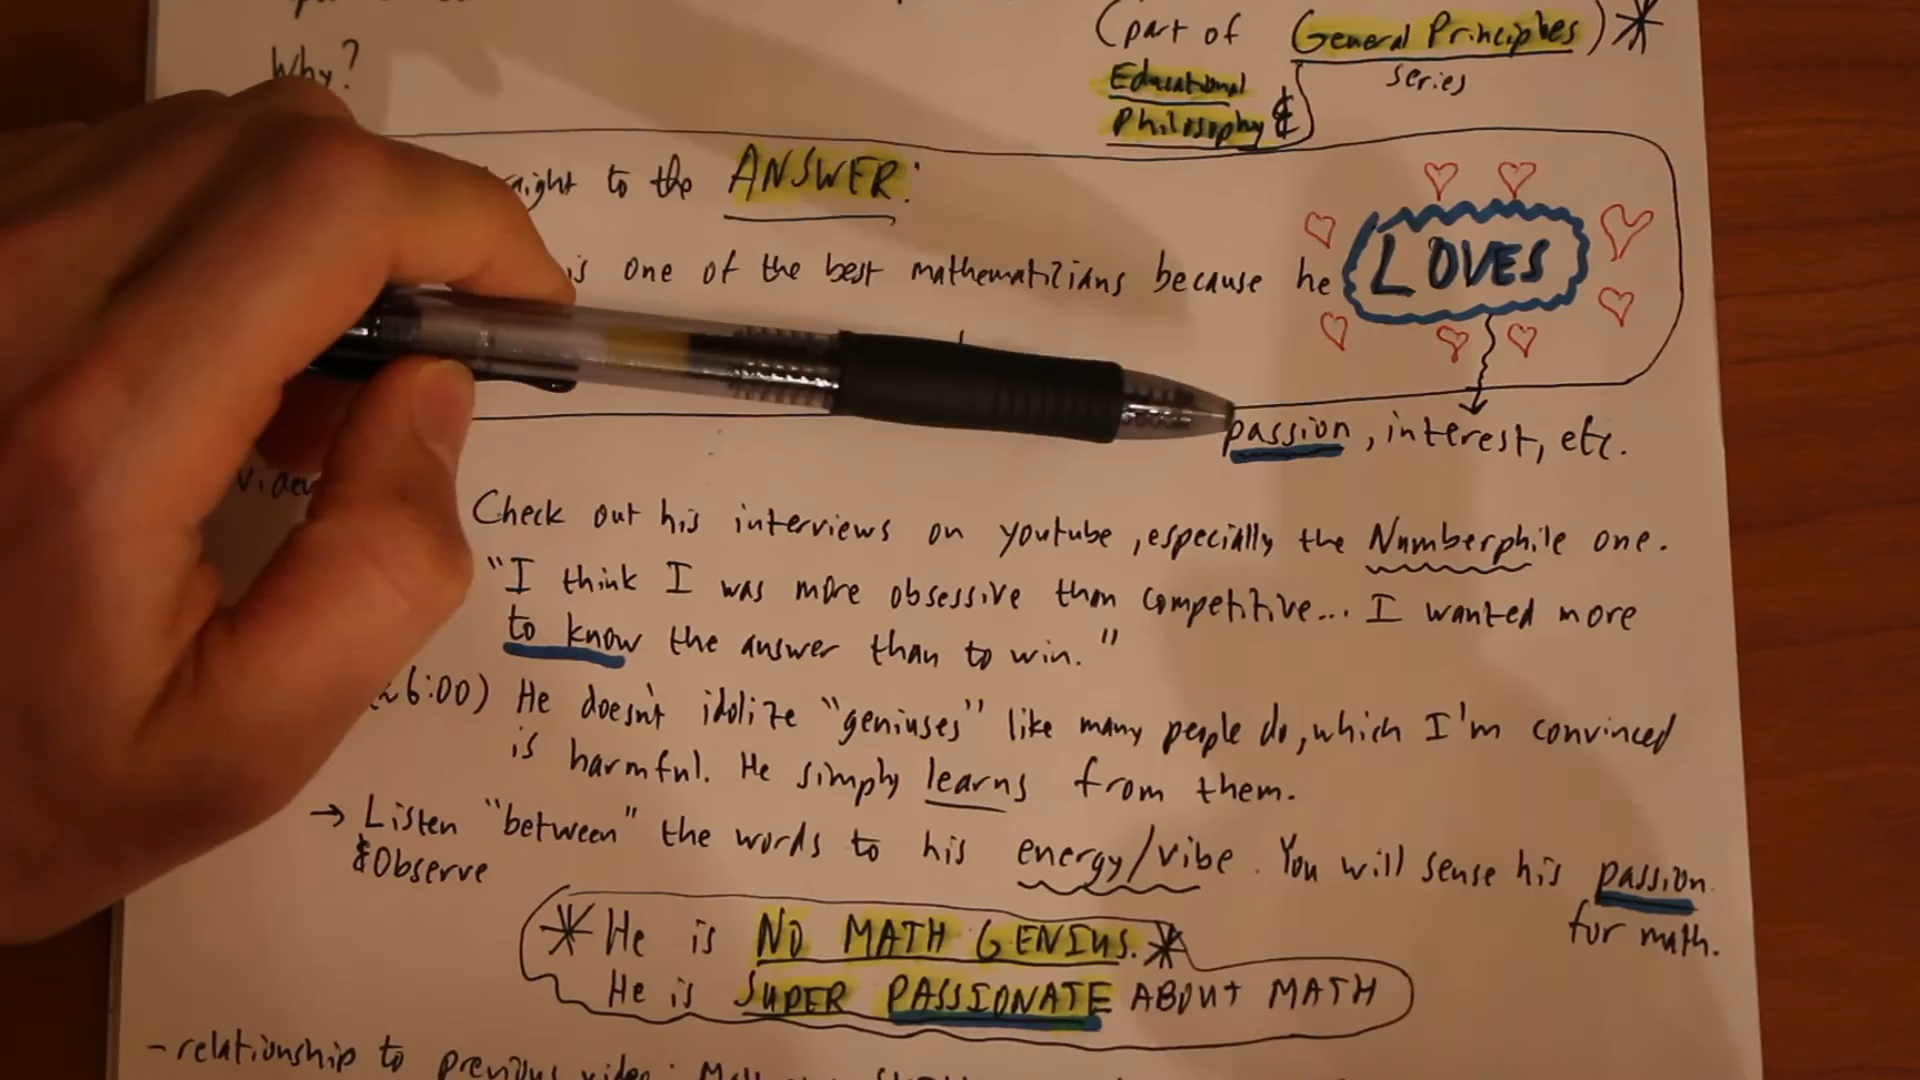 Why?
(part of General Principles) *
series
Educational
Philosophy &
to the ANSWER:
is one of the best mathematicians because he LOVES
passion, interest, etc.
Check out his interviews on youtube, especially the Numberphile one.
"I think I was more obsessive than competitive... I wanted more
to know the answer than to win."
~6:00) He doesn't idolize "geniuses" like many people do, which I'm convinced
is harmful. He simply learns from them.
→ Listen "between" the words to his energy/vibe. You will sense his passion
& Observe
for math.
* He is NO MATH GENIUS. *
He is SUPER PASSIONATE ABOUT MATH
- relationship to previous video: